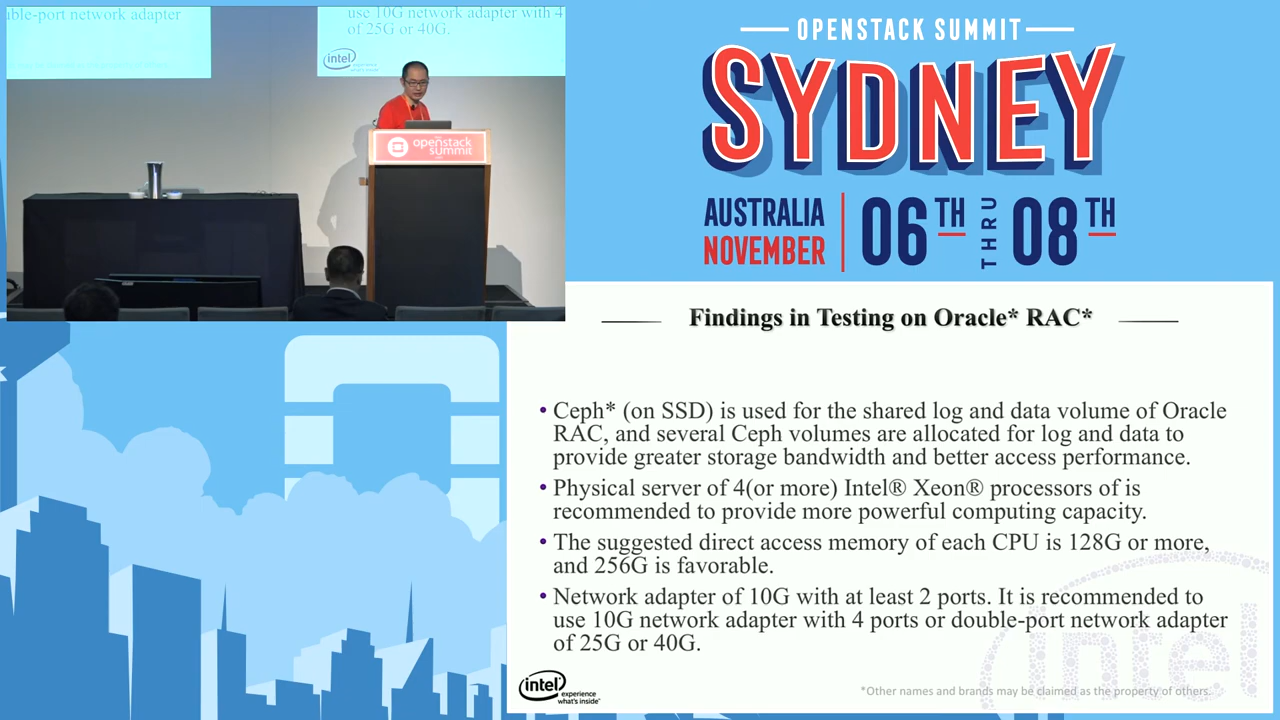 uble-port network adapter
use 10G network adapter with 4
of 25G or 40G.
intel
experience
what's inside
openstack
summit
OPENSTACK SUMMIT
SYDNEY
AUSTRALIA
NOVEMBER
06TH THRU 08TH
Findings in Testing on Oracle* RAC*
• Ceph* (on SSD) is used for the shared log and data volume of Oracle
RAC, and several Ceph volumes are allocated for log and data to
provide greater storage bandwidth and better access performance.
• Physical server of 4(or more) Intel® Xeon® processors of is
recommended to provide more powerful computing capacity.
• The suggested direct access memory of each CPU is 128G or more,
and 256G is favorable.
• Network adapter of 10G with at least 2 ports. It is recommended to
use 10G network adapter with 4 ports or double-port network adapter
of 25G or 40G.
intel
experience
what's inside™
intel
*Other names and brands may be claimed as the property of others.